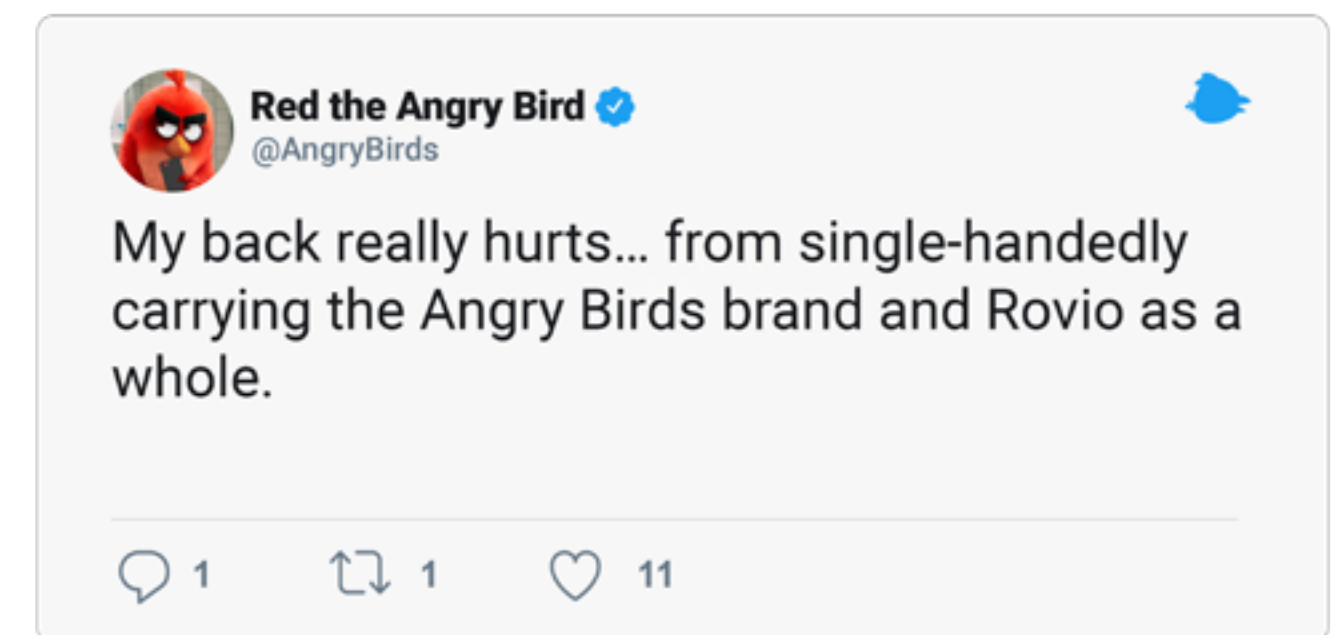 Red the Angry Bird
@AngryBirds
My back really hurts... from single-handedly
carrying the Angry Birds brand and Rovio as a
whole.
1 1 11